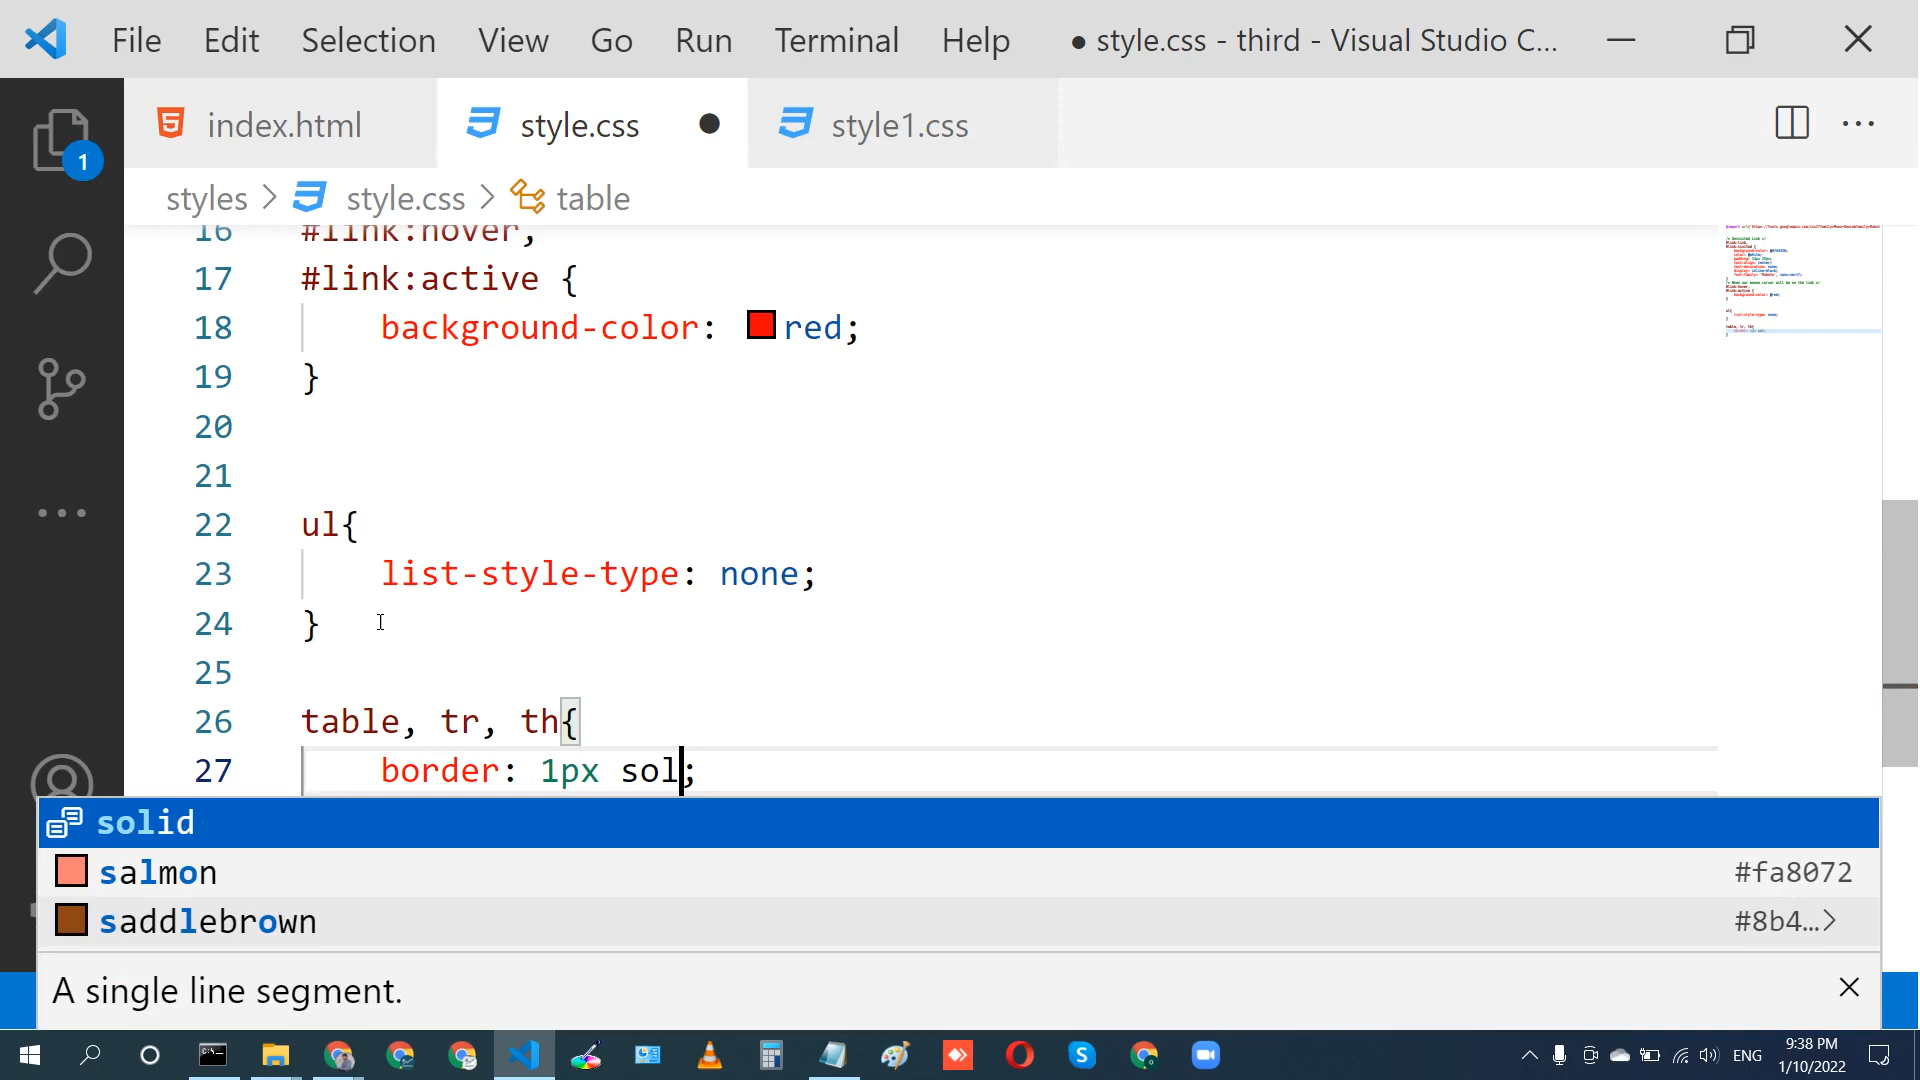 File Edit Selection View Go Run Terminal Help ● style.css - third - Visual Studio C...
index.html style.css style1.css
1
styles > style.css > table
16 #link:hover,
17 #link:active {
18 background-color: red;
19 }
20
21
22 ul{
23 list-style-type: none;
24 }
25
26 table, tr, th{
27 border: 1px sol;
solid
salmon #fa8072
saddlebrown #8b4...
A single line segment.
ENG
9:38 PM
1/10/2022